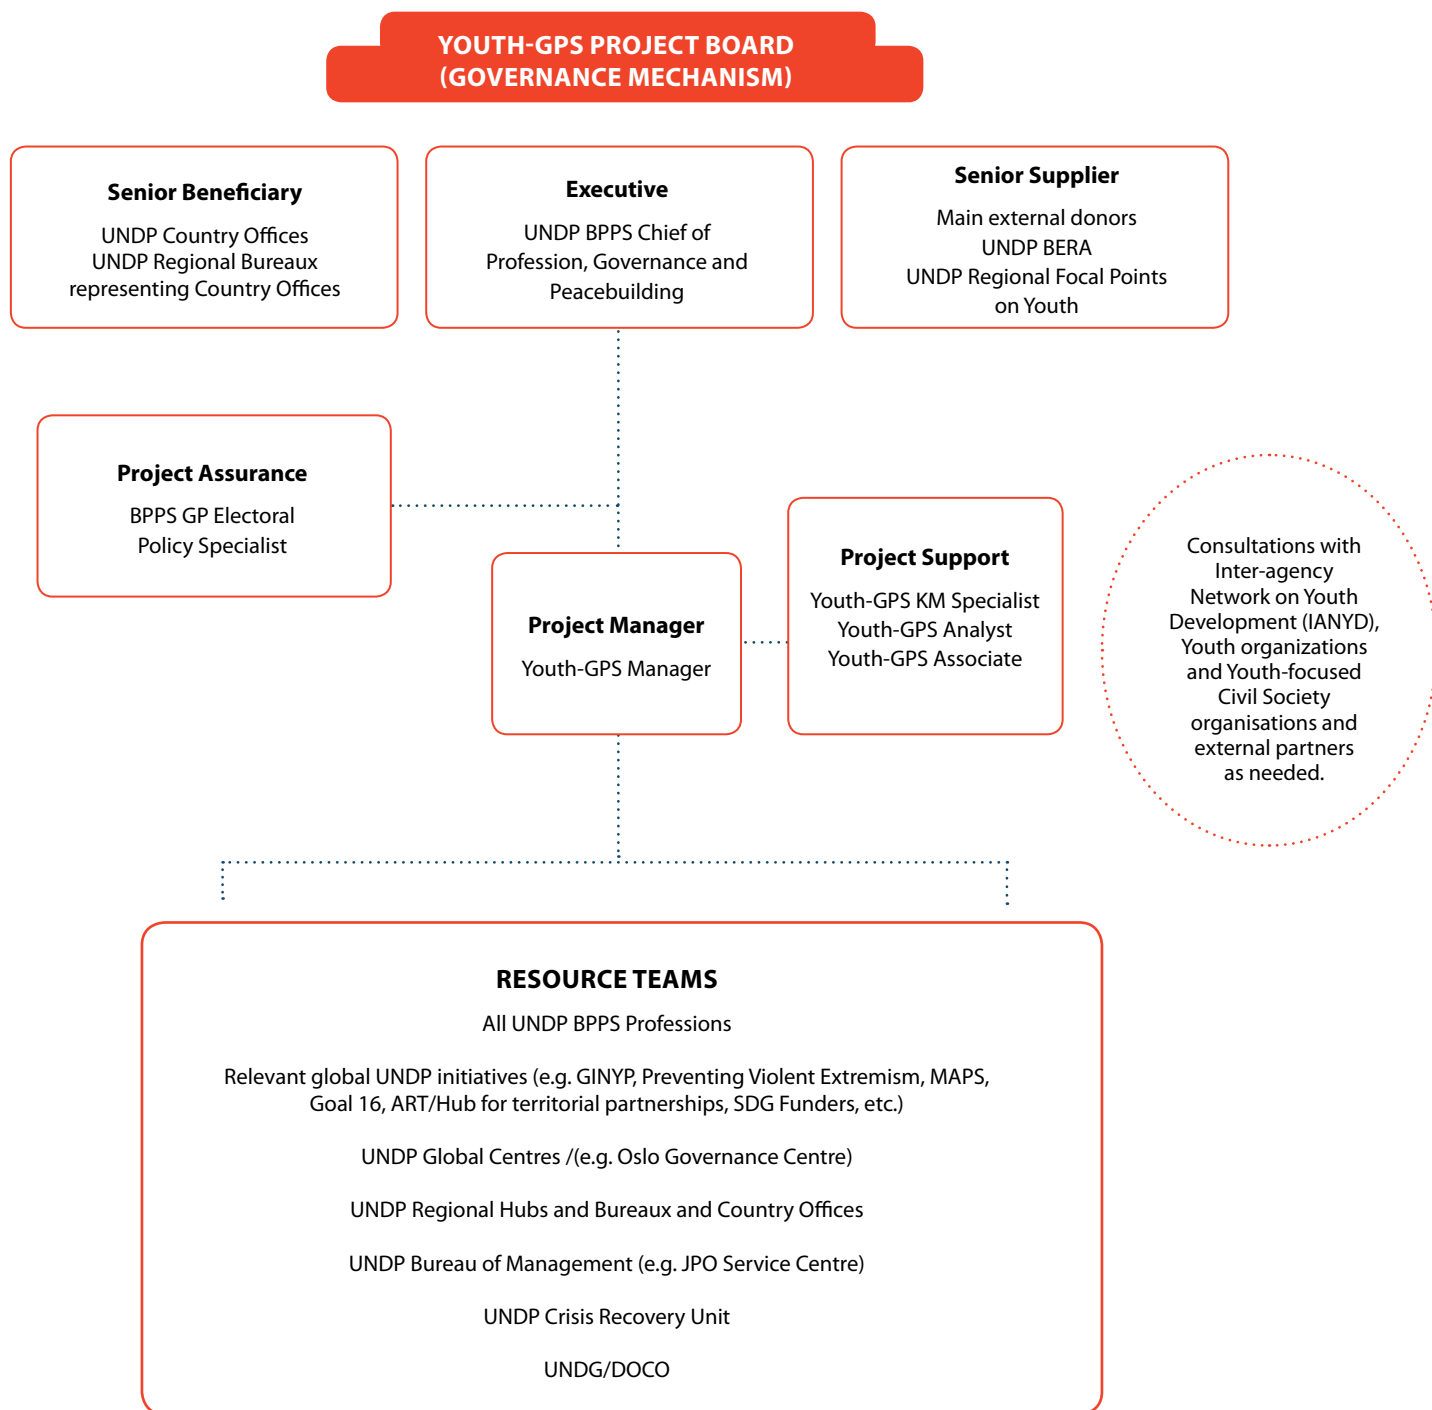 YOUTH-GPS PROJECT BOARD
(GOVERNANCE MECHANISM)
Senior Beneficiary
UNDP Country Offices
UNDP Regional Bureaux
representing Country Offices
Executive
UNDP BPPS Chief of
Profession, Governance and
Peacebuilding
Senior Supplier
Main external donors
UNDP BERA
UNDP Regional Focal Points
on Youth
Project Assurance
BPPS GP Electoral
Policy Specialist
Project Manager
Youth-GPS Manager
Project Support
Youth-GPS KM Specialist
Youth-GPS Analyst
Youth-GPS Associate
Consultations with
Inter-agency
Network on Youth
Development (IANYD),
Youth organizations
and Youth-focused
Civil Society
organisations and
external partners
as needed.
RESOURCE TEAMS
All UNDP BPPS Professions
Relevant global UNDP initiatives (e.g. GINYP, Preventing Violent Extremism, MAPS,
Goal 16, ART/Hub for territorial partnerships, SDG Funders, etc.)
UNDP Global Centres /(e.g. Oslo Governance Centre)
UNDP Regional Hubs and Bureaux and Country Offices
UNDP Bureau of Management (e.g. JPO Service Centre)
UNDP Crisis Recovery Unit
UNDG/DOCO